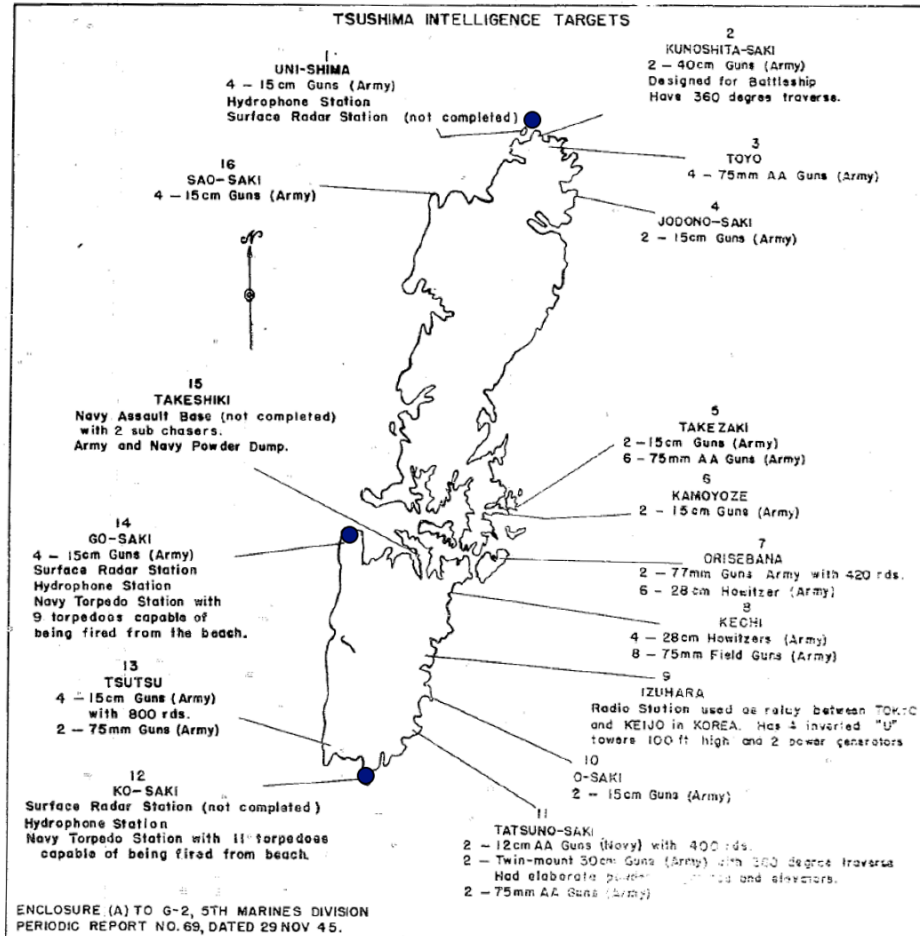 TSUSHIMA INTELLIGENCE TARGETS
1
UNI-SHIMA
4 – 15cm Guns (Army)
Hydrophone Station
Surface Radar Station (not completed)
2
KUNOSHITA-SAKI
2 – 40cm Guns (Army)
Designed for Battleship
Have 360 degree traverse.
3
TOYO
4 – 75mm AA Guns (Army)
16
SAO-SAKI
4 – 15cm Guns (Army)
4
JODONO-SAKI
2 – 15cm Guns (Army)
N
15
TAKESHIKI
Navy Assault Base (not completed)
with 2 sub chasers.
Army and Navy Powder Dump.
5
TAKEZAKI
2 – 15cm Guns (Army)
6 – 75mm AA Guns (Army)
6
KAMOYOZE
2 – 15cm Guns (Army)
14
GO-SAKI
4 – 15cm Guns (Army)
Surface Radar Station
Hydrophone Station
Navy Torpedo Station with
9 torpedoes capable of
being fired from the beach.
7
ORISEBANA
2 – 77mm Guns Army with 420 rds.
6 – 28cm Howitzer (Army)
8
KECHI
4 – 28cm Howitzers (Army)
8 – 75mm Field Guns (Army)
13
TSUTSU
4 – 15cm Guns (Army)
with 800 rds.
2 – 75mm Guns (Army)
9
IZUHARA
Radio Station used as relay between
and KEIJO in KOREA. Has 4 inverted "U"
towers 100 ft high and 2 power generators
10
O-SAKI
2 – 15cm Guns (Army)
12
KO-SAKI
Surface Radar Station (not completed)
Hydrophone Station
Navy Torpedo Station with 11 torpedoes
capable of being fired from beach.
11
TATSUNO-SAKI
2 – 12cm AA Guns (Navy) with 400 rds.
2 – Twin-mount 30cm Guns (Army) with 360 degree traverse
Had elaborate and elevators.
2 – 75mm AA Guns (Army)
ENCLOSURE (A) TO G-2, 5TH MARINES DIVISION
PERIODIC REPORT NO. 69, DATED 29 NOV 45.